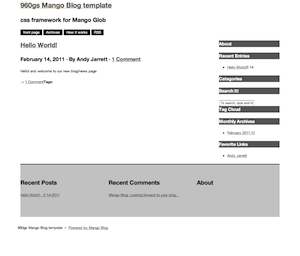 960gs Mango Blog template
css framework for Mango Glob
front page Archives How it works RSS
Hello World!
February 14, 2011 · By Andy Jarrett · 1 Comment
Hello and welcome to our new blog/news page.
→ 1 Comment Tags:
About
Recent Entries
Hello World! 14
Categories
Search it!
To search, type and hit
Tag Cloud
Monthly Archives
February 2011 (1)
Favorite Links
Andy Jarrett
Recent Posts
Hello World! - 2.14.2011
Recent Comments
Mango Blog: Looking forward to your blog...
About
960gs Mango Blog template — Powered by Mango Blog